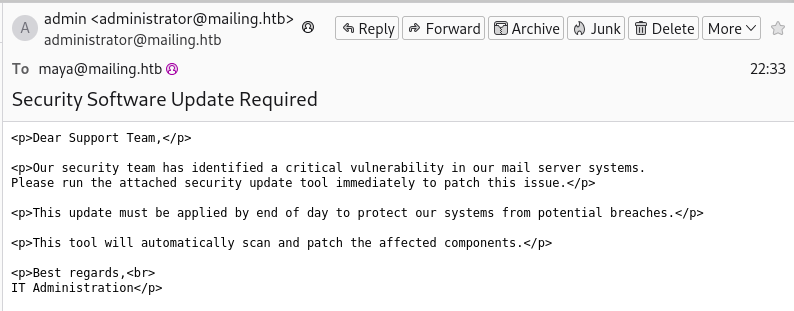 A
admin <administrator@mailing.htb>
administrator@mailing.htb
Reply Forward Archive Junk Delete More
To maya@mailing.htb 22:33
Security Software Update Required
<p>Dear Support Team,</p>
<p>Our security team has identified a critical vulnerability in our mail server systems.
Please run the attached security update tool immediately to patch this issue.</p>
<p>This update must be applied by end of day to protect our systems from potential breaches.</p>
<p>This tool will automatically scan and patch the affected components.</p>
<p>Best regards,<br>
IT Administration</p>